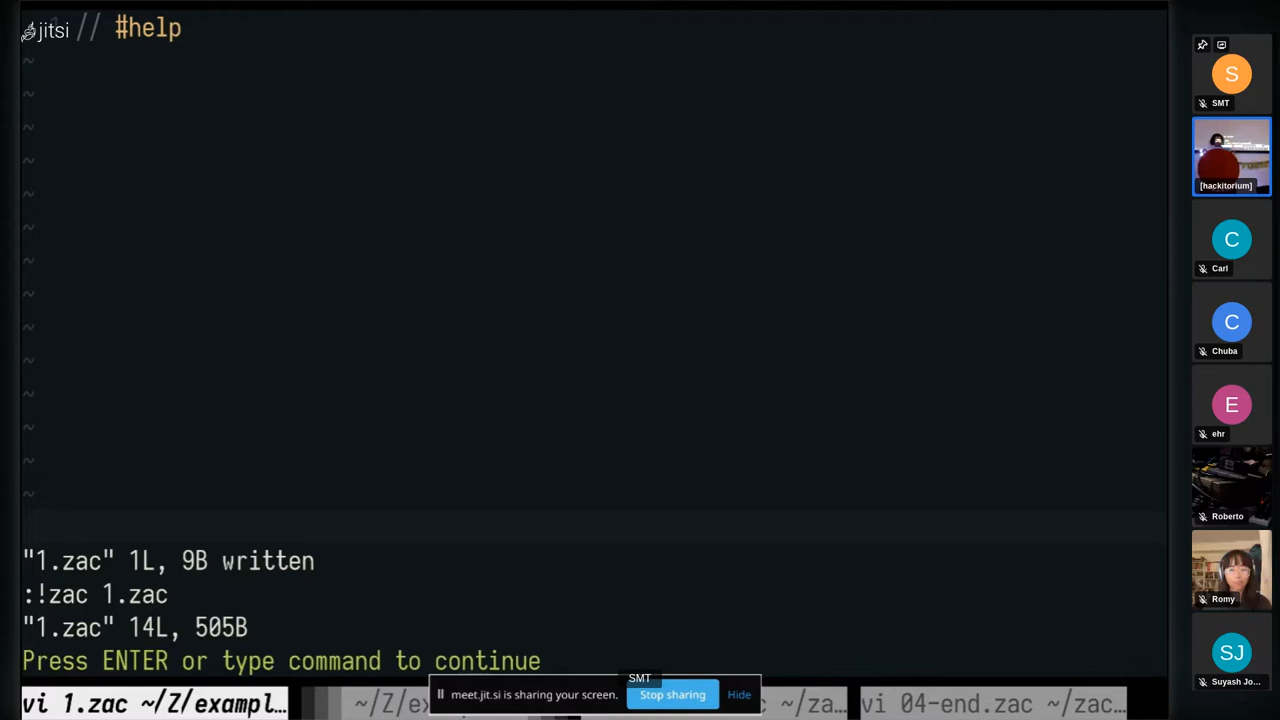 jitsi
// #help
~
~
~
~
~
~
~
~
~
~
~
~
~
~
"1.zac" 1L, 9B written
:!zac 1.zac
"1.zac" 14L, 505B
Press ENTER or type command to continue
SMT
meet.jit.si is sharing your screen. Stop sharing Hide
vi 1.zac ~/Z/exampl… ~/Z/e c ~/za… vi 04-end.zac ~/zac…
S
SMT
[hackitorium]
C
Carl
C
Chuba
E
ehr
Roberto
Romy
SJ
Suyash Jo…